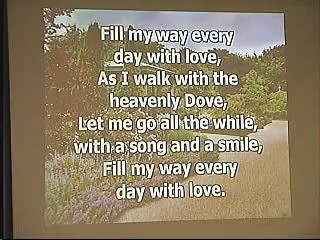 Fill my way every
day with love,
As I walk with the
heavenly Dove,
Let me go all the while,
with a song and a smile,
Fill my way every
day with love.